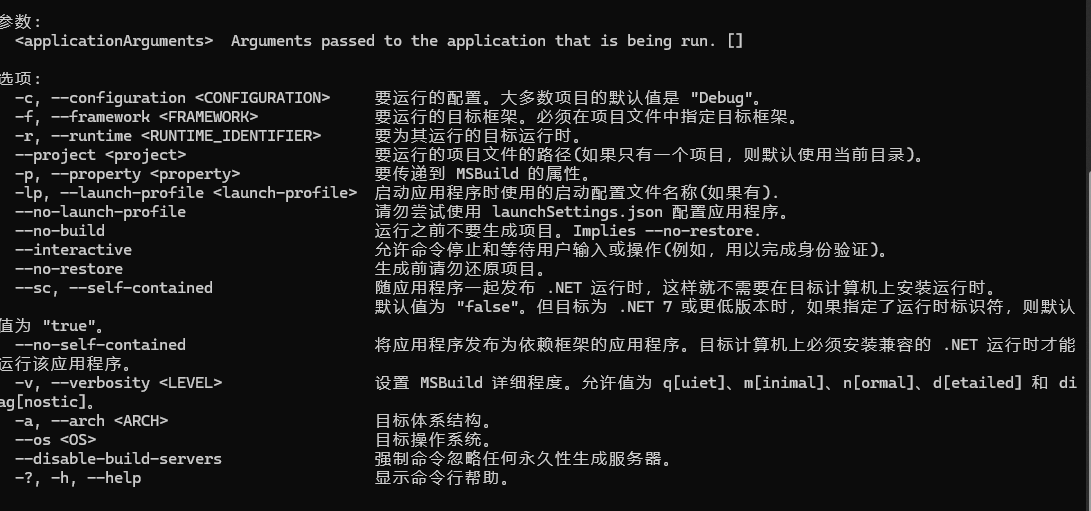 参数:
<applicationArguments>  Arguments passed to the application that is being run. []
选项:
-c, --configuration <CONFIGURATION>     要运行的配置。大多数项目的默认值是 "Debug"。
-f, --framework <FRAMEWORK>             要运行的目标框架。必须在项目文件中指定目标框架。
-r, --runtime <RUNTIME_IDENTIFIER>      要为其运行的目标运行时。
--project <project>                     要运行的项目文件的路径(如果只有一个项目，则默认使用当前目录)。
-p, --property <property>               要传递到 MSBuild 的属性。
-lp, --launch-profile <launch-profile>  启动应用程序时使用的启动配置文件名称(如果有).
--no-launch-profile                     请勿尝试使用 launchSettings.json 配置应用程序。
--no-build                              运行之前不要生成项目。Implies --no-restore.
--interactive                           允许命令停止和等待用户输入或操作(例如，用以完成身份验证)。
--no-restore                            生成前请勿还原项目。
--sc, --self-contained                  随应用程序一起发布 .NET 运行时，这样就不需要在目标计算机上安装运行时。
默认值为 "false"。但目标为 .NET 7 或更低版本时，如果指定了运行时标识符，则默认
值为 "true"。
--no-self-contained                     将应用程序发布为依赖框架的应用程序。目标计算机上必须安装兼容的 .NET 运行时才能
运行该应用程序。
-v, --verbosity <LEVEL>                 设置 MSBuild 详细程度。允许值为 q[uiet]、m[inimal]、n[ormal]、d[etailed] 和 di
ag[nostic]。
-a, --arch <ARCH>                       目标体系结构。
--os <OS>                               目标操作系统。
--disable-build-servers                 强制命令忽略任何永久性生成服务器。
-?, -h, --help                          显示命令行帮助。